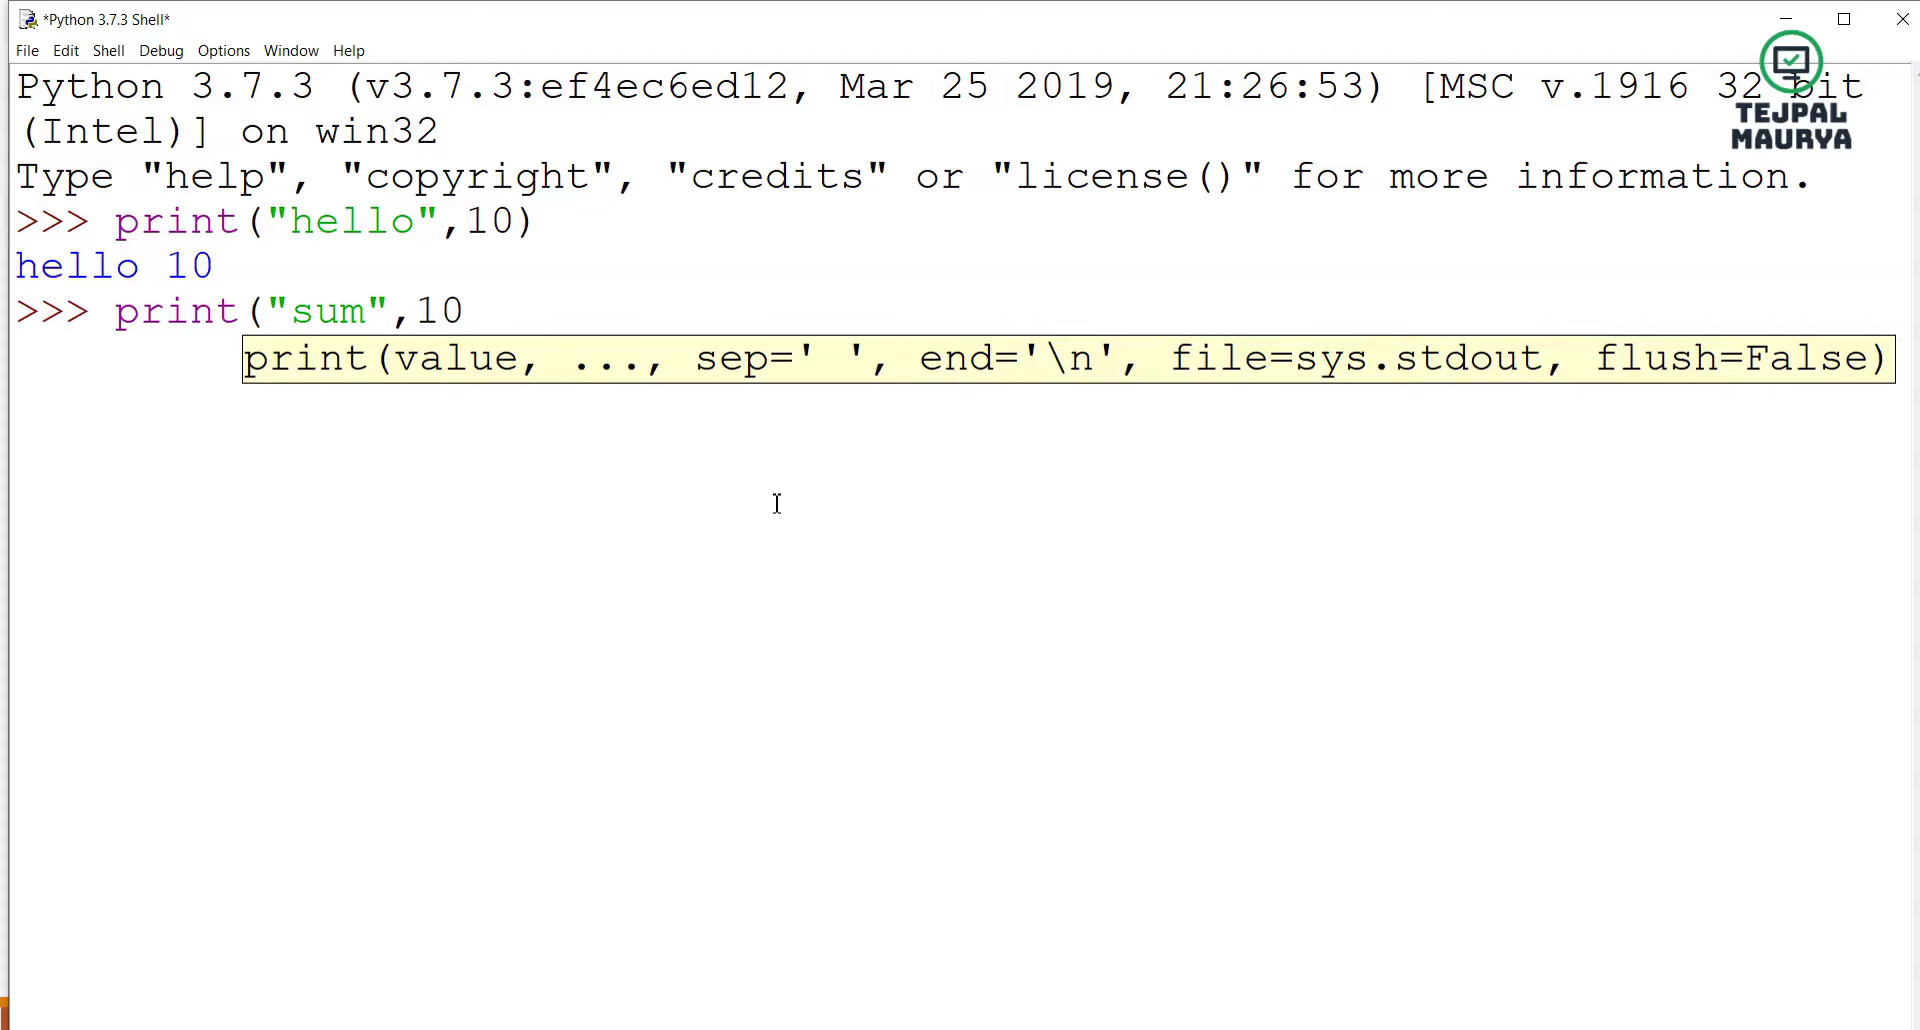 *Python 3.7.3 Shell*
File Edit Shell Debug Options Window Help
Python 3.7.3 (v3.7.3:ef4ec6ed12, Mar 25 2019, 21:26:53) [MSC v.1916 32 bit
(Intel)] on win32
TEJPAL
MAURYA
Type "help", "copyright", "credits" or "license()" for more information.
>>> print("hello",10)
hello 10
>>> print("sum",10
print(value, ..., sep=' ', end='\n', file=sys.stdout, flush=False)